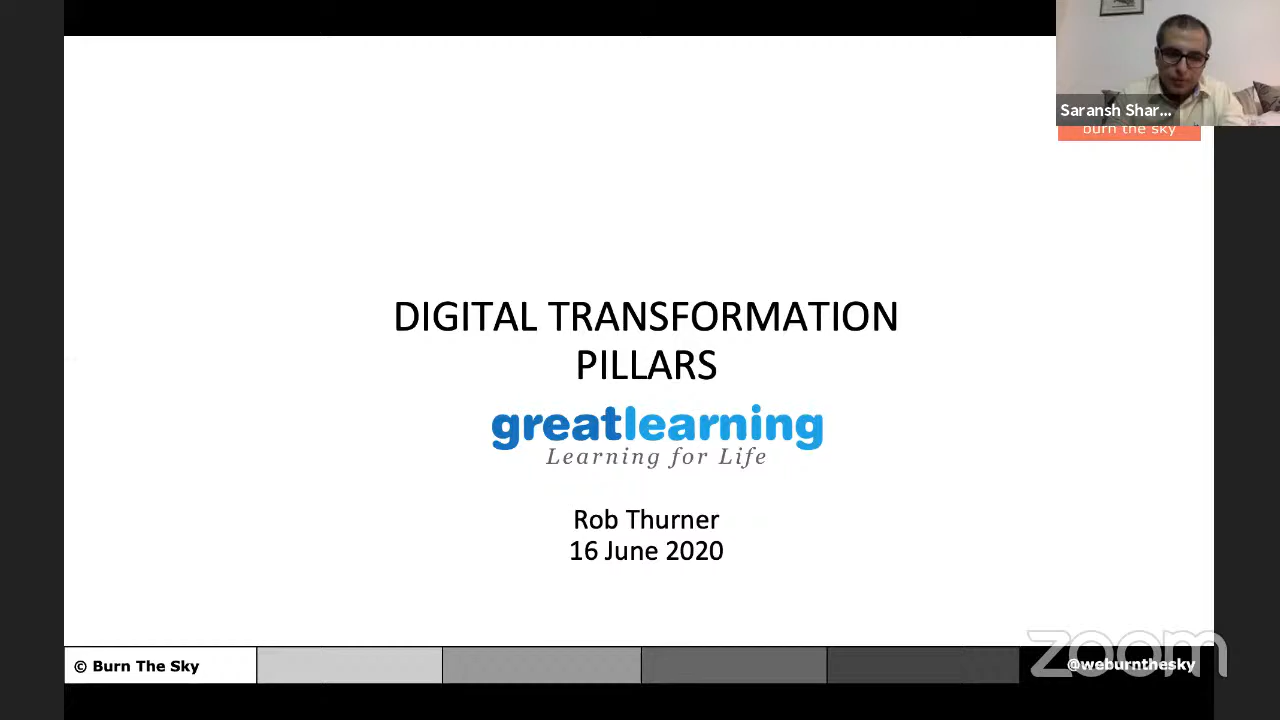 Saransh Shar...
burn the sky
DIGITAL TRANSFORMATION
PILLARS
greatlearning
Learning for Life
Rob Thurner
16 June 2020
© Burn The Sky
@weburnthesky
zoom